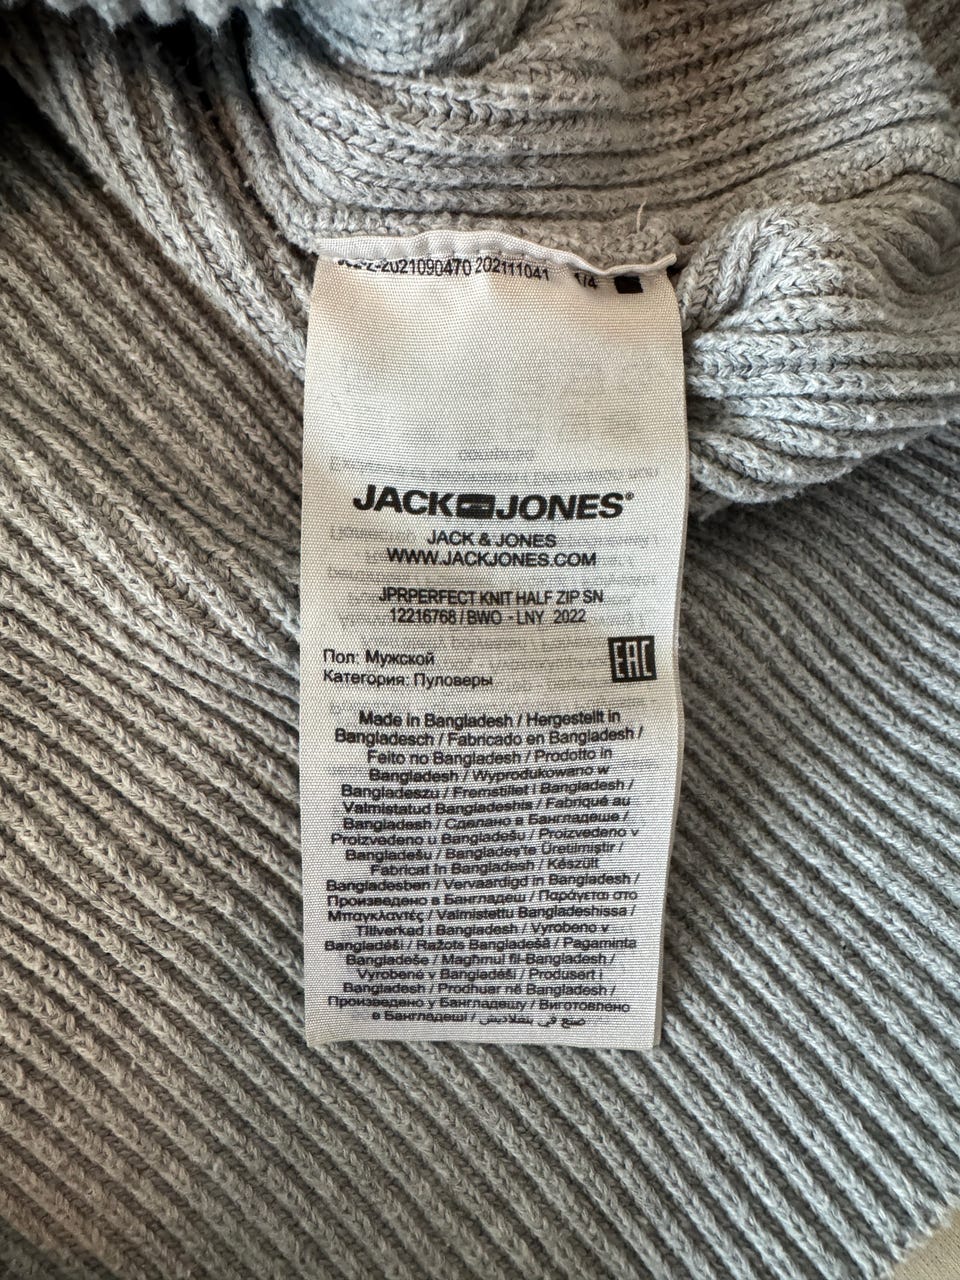 -2021090470 202111041 1/4
JACK JONES®
JACK & JONES
WWW.JACKJONES.COM
JPRPERFECT KNIT HALF ZIP SN
12216768 / BWO - LNY 2022
Пол: Мужской
Категория: Пуловеры
EAC
Made in Bangladesh / Hergestellt in
Bangladesch / Fabricado en Bangladesh /
Feito no Bangladesh / Prodotto in
Bangladesh / Wyprodukowano w
Bangladeszu / Fremstillet i Bangladesh /
Valmistatud Bangladeshis / Fabriqué au
Bangladesh / Сделано в Бангладеше /
Proizvedeno u Bangladešu / Proizvedeno v
Bangladešu / Bangladeş'te Üretilmiştir /
Fabricat în Bangladesh / Készült
Bangladesben / Vervaardigd in Bangladesh /
Произведено в Бангладеш / Παράγεται στο
Μπαγκλαντές / Valmistettu Bangladeshissa /
Tillverkad i Bangladesh / Vyrobeno v
Bangladéši / Ražots Bangladešā / Pagaminta
Bangladeše / Magħmul fil-Bangladesh /
Vyrobené v Bangladéši / Produsert i
Bangladesh / Prodhuar në Bangladesh /
Произведено у Бангладешу / Виготовлено
в Бангладеші / صنع في بنغلاديش